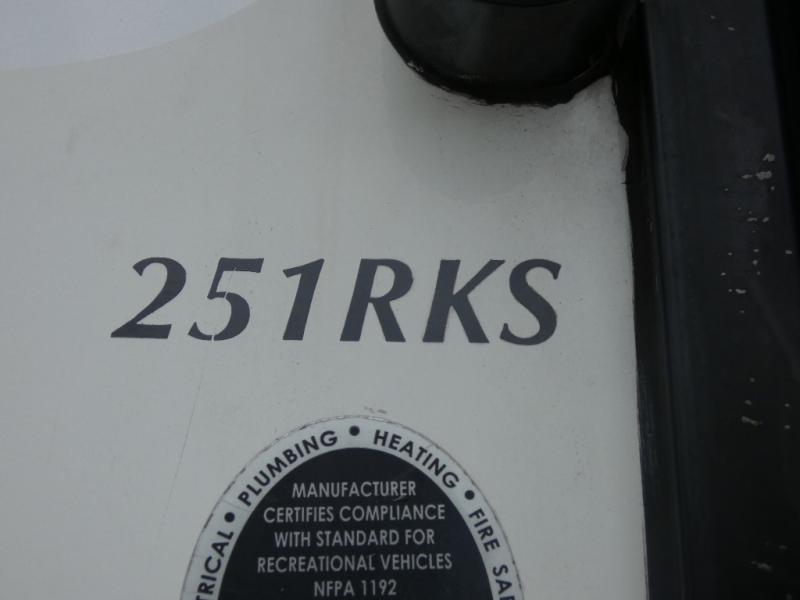 251RKS
PLUMBING • HEATING •
MANUFACTURER
CERTIFIES COMPLIANCE
WITH STANDARD FOR
RECREATIONAL VEHICLES
NFPA 1192